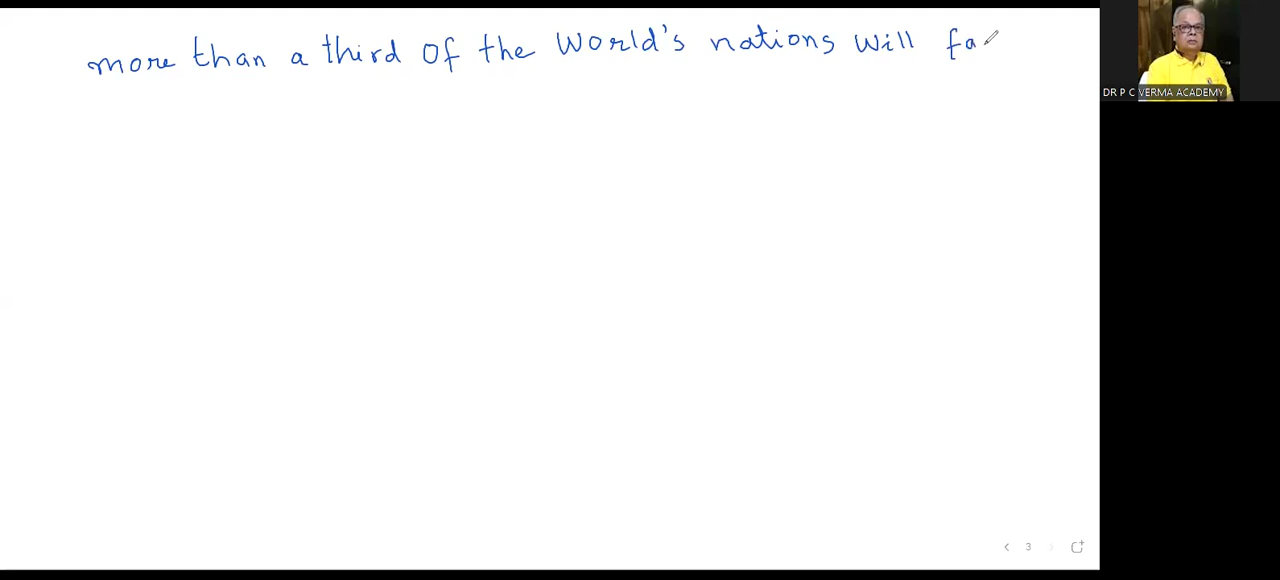 more than a third of the World's nations will fa
DR P C VERMA ACADEMY
3